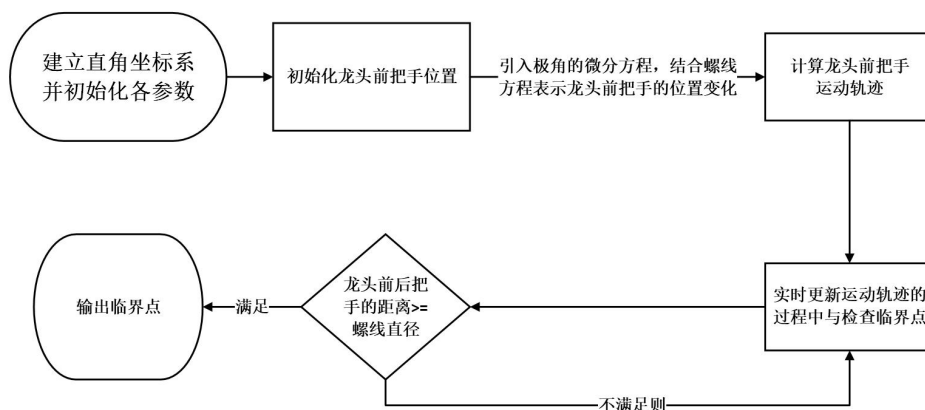 建立直角坐标系
并初始化各参数
初始化龙头前把手位置
引入极角的微分方程，结合螺线
方程表示龙头前把手的位置变化
计算龙头前把手
运动轨迹
实时更新运动轨迹的
过程中与检查临界点
龙头前后把
手的距离>=
螺线直径
满足
输出临界点
不满足则